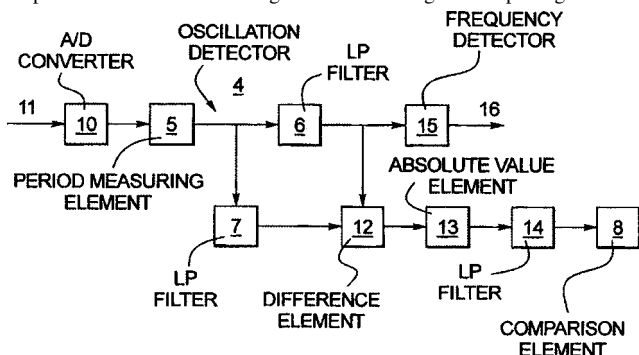 FREQUENCY
DETECTOR
A/D
CONVERTER
OSCILLATION
DETECTOR
LP
FILTER
4
11
10
5
6
15
16
PERIOD MEASURING
ELEMENT
ABSOLUTE VALUE
ELEMENT
7
12
13
14
8
LP
FILTER
DIFFERENCE
ELEMENT
LP
FILTER
COMPARISON
ELEMENT